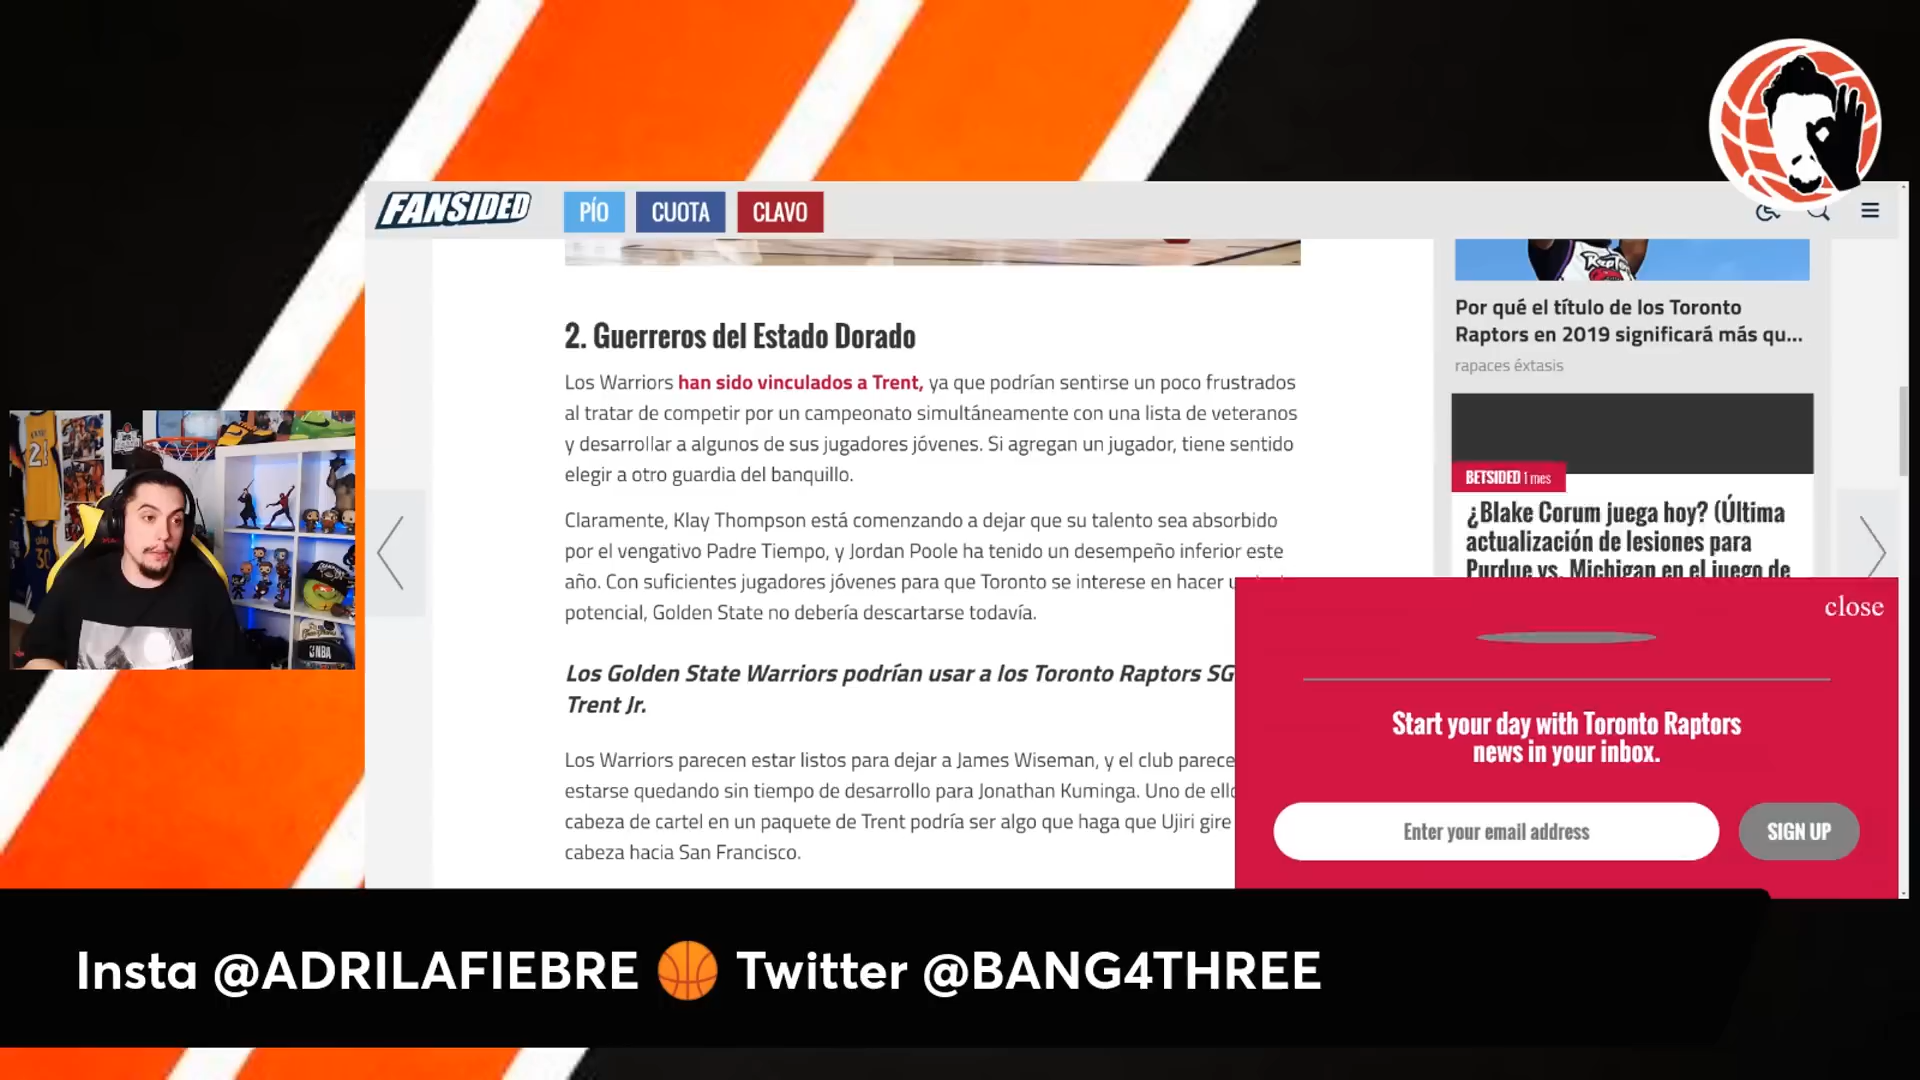 FANSIDED
PÍO
CUOTA
CLAVO
2. Guerreros del Estado Dorado
Los Warriors han sido vinculados a Trent, ya que podrían sentirse un poco frustrados
al tratar de competir por un campeonato simultáneamente con una lista de veteranos
y desarrollar a algunos de sus jugadores jóvenes. Si agregan un jugador, tiene sentido
elegir a otro guardia del banquillo.
Claramente, Klay Thompson está comenzando a dejar que su talento sea absorbido
por el vengativo Padre Tiempo, y Jordan Poole ha tenido un desempeño inferior este
año. Con suficientes jugadores jóvenes para que Toronto se interese en hacer
potencial, Golden State no debería descartarse todavía.
Los Golden State Warriors podrían usar a los Toronto Raptors SG
Trent Jr.
Los Warriors parecen estar listos para dejar a James Wiseman, y el club parece
estarse quedando sin tiempo de desarrollo para Jonathan Kuminga. Uno de
cabeza de cartel en un paquete de Trent podría ser algo que haga que Ujiri gire
cabeza hacia San Francisco.
Por qué el título de los Toronto
Raptors en 2019 significará más qu...
rapaces éxtasis
BETSIDED 1 mes
¿Blake Corum juega hoy? (Última
actualización de lesiones para
Purdue vs. Michigan en el juego de
close
Start your day with Toronto Raptors
news in your inbox.
Enter your email address
SIGN UP
30
NBA
Insta @ADRILAFIEBRE 🏀 Twitter @BANG4THREE